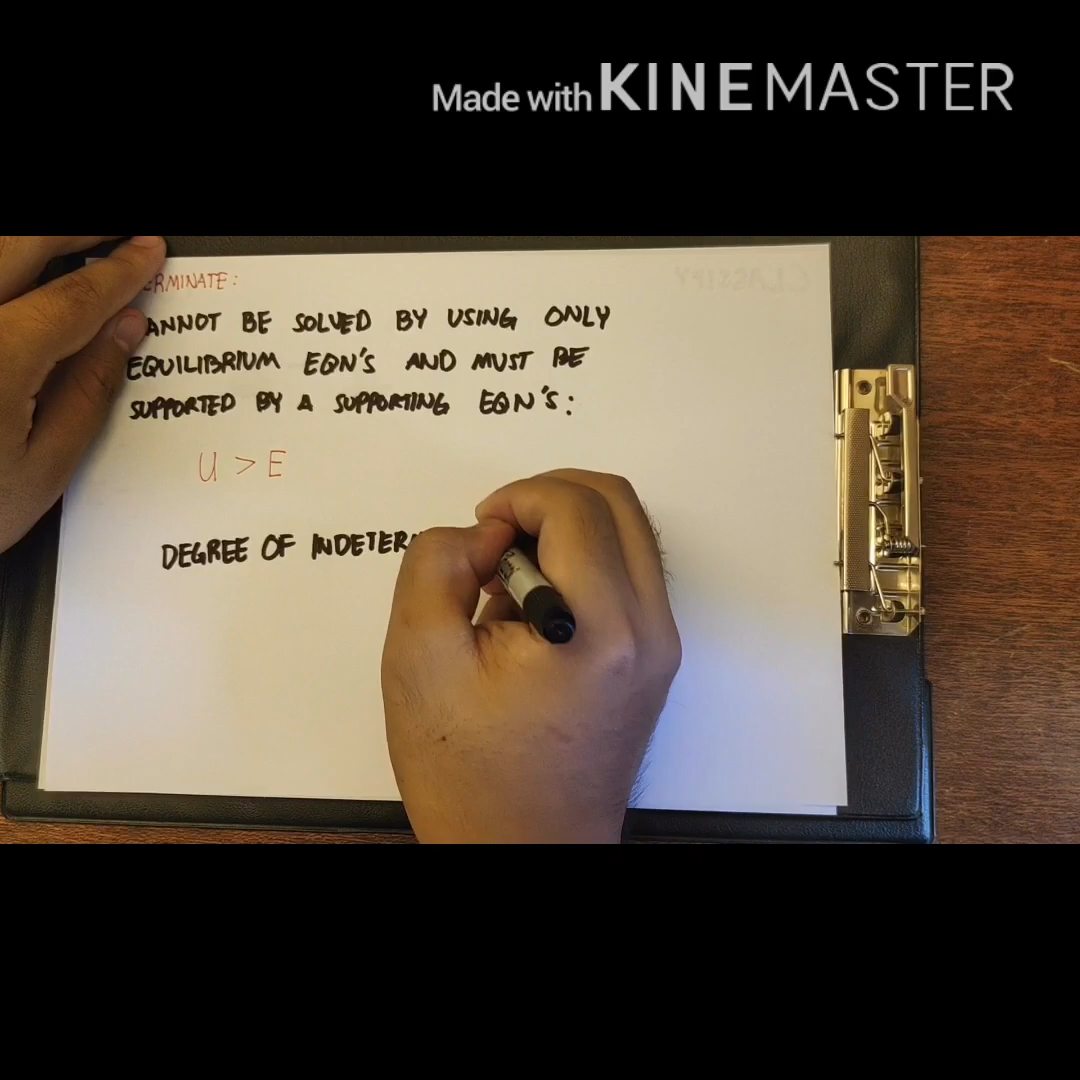 Made with KINEMASTER
ERMINATE:
ANNOT BE SOLVED BY USING ONLY
EQUILIBRIUM EQN'S AND MUST BE
SUPPORTED BY A SUPPORTING EQN'S:
U > E
DEGREE OF INDETER